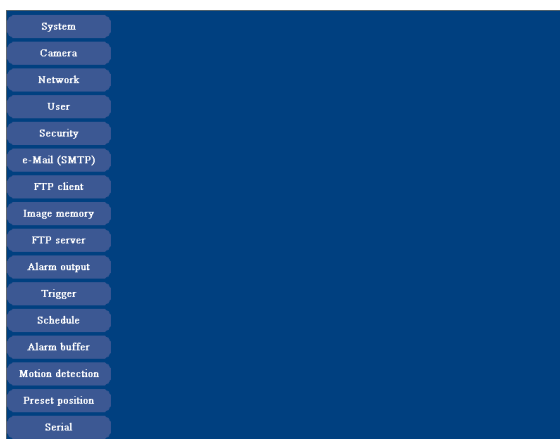 System
Camera
Network
User
Security
e-Mail (SMTP)
FTP client
Image memory
FTP server
Alarm output
Trigger
Schedule
Alarm buffer
Motion detection
Preset position
Serial